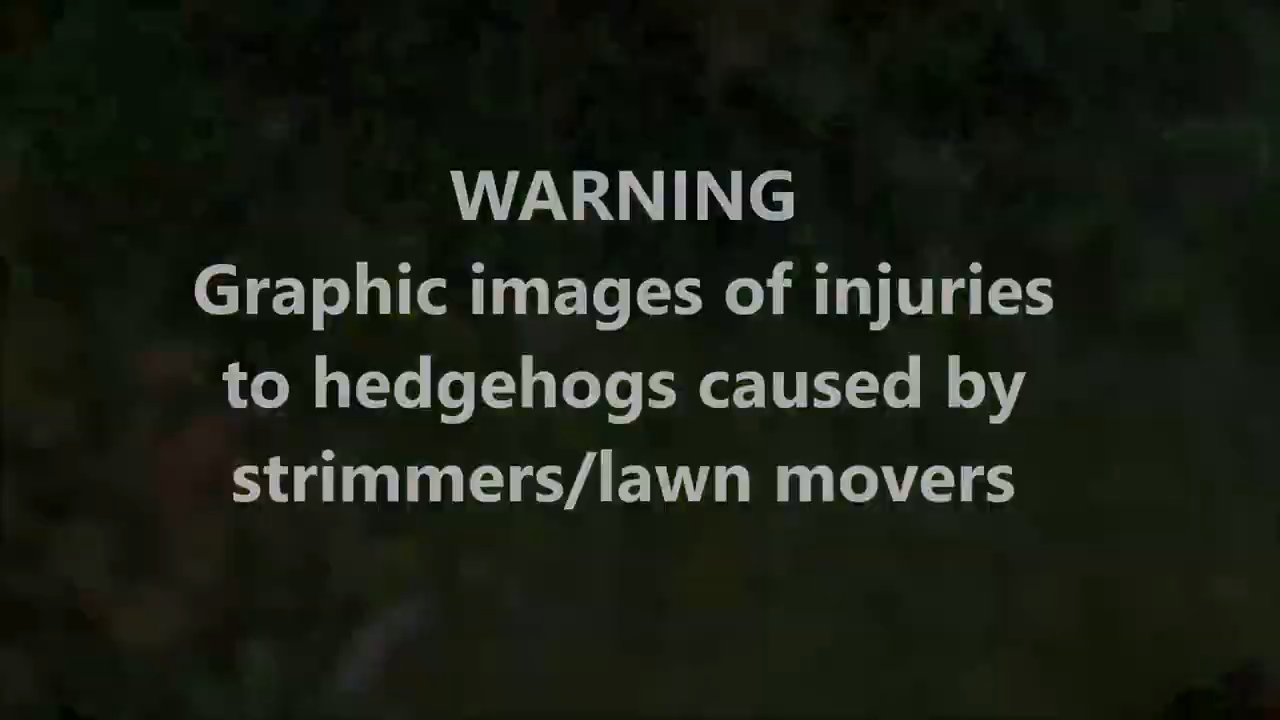 WARNING
Graphic images of injuries
to hedgehogs caused by
strimmers/lawn movers